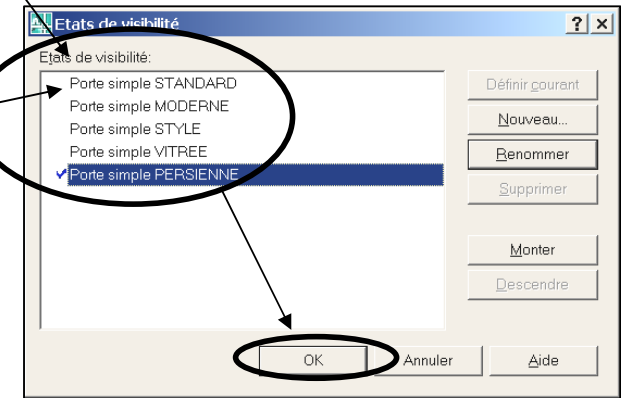 Etats de visibilité
Etats de visibilité:
Porte simple STANDARD
Porte simple MODERNE
Porte simple STYLE
Porte simple VITREE
Porte simple PERSIENNE
Définir courant
Nouveau...
Renommer
Supprimer
Monter
Descendre
OK
Annuler
Aide